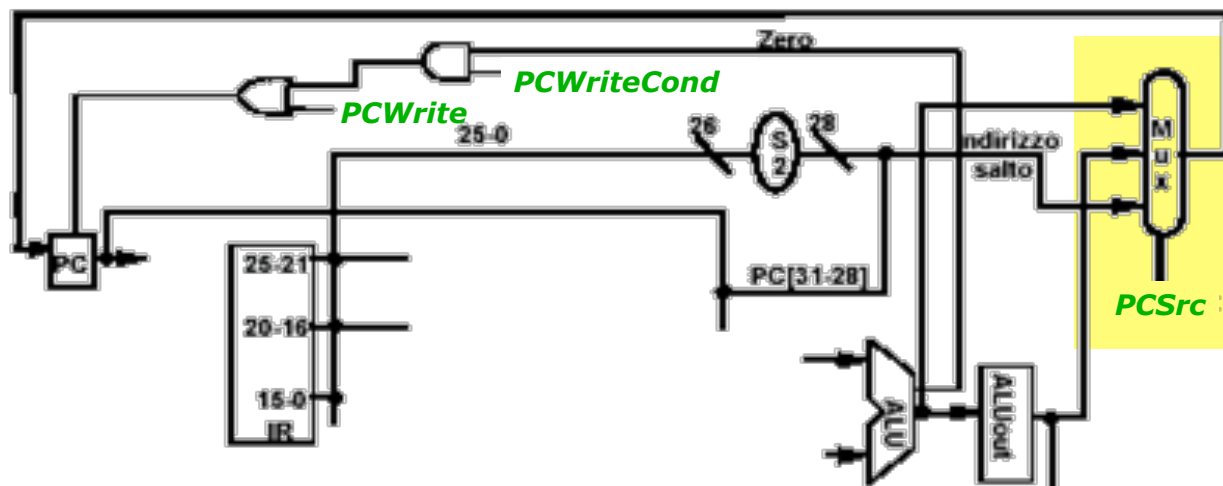 Zero
PCWriteCond
PCWrite
25-0
26
S
2
28
ndirizzo
salto
M
u
x
PC
25-21
PC[31-28]
PCSrc
20-16
15-0
IR
ALU
ALUout